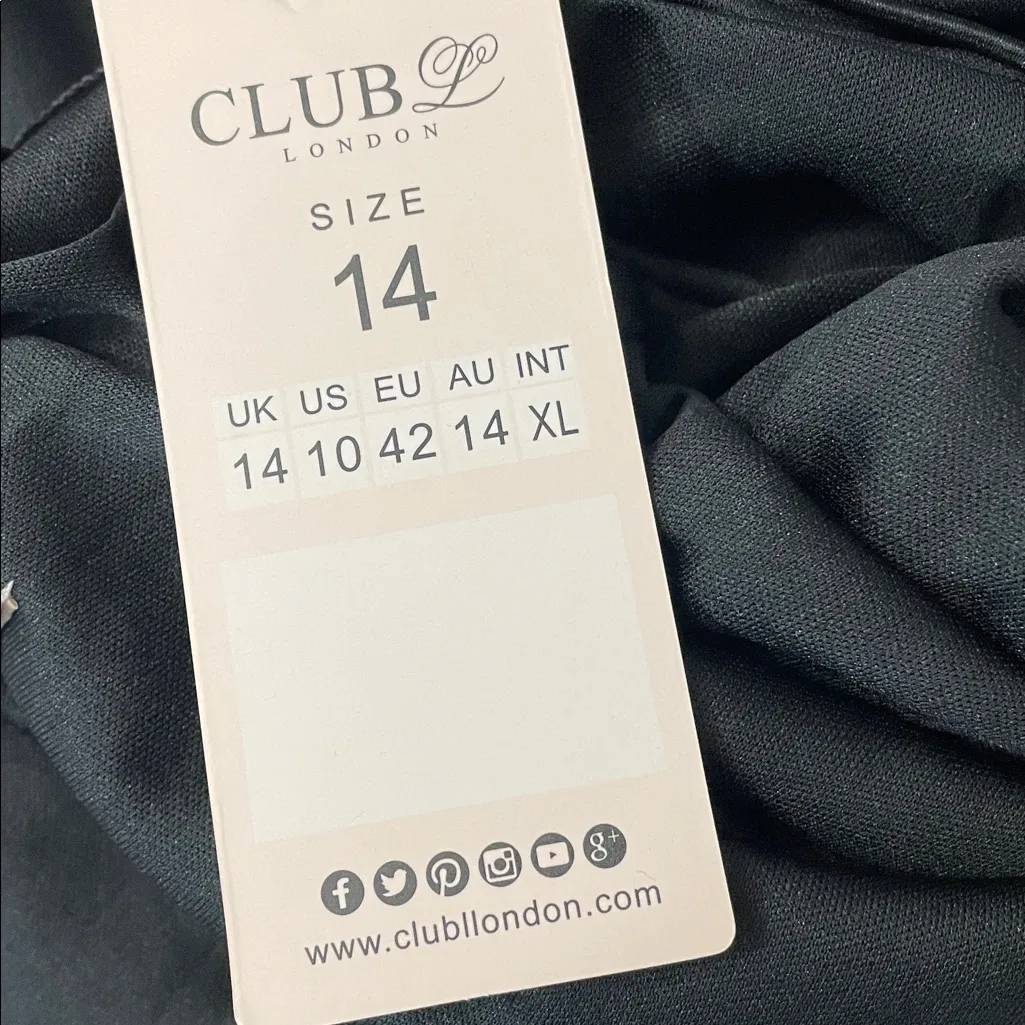 CLUB L
LONDON
SIZE
14
UK US EU AU INT
14 10 42 14 XL
www.clubllondon.com